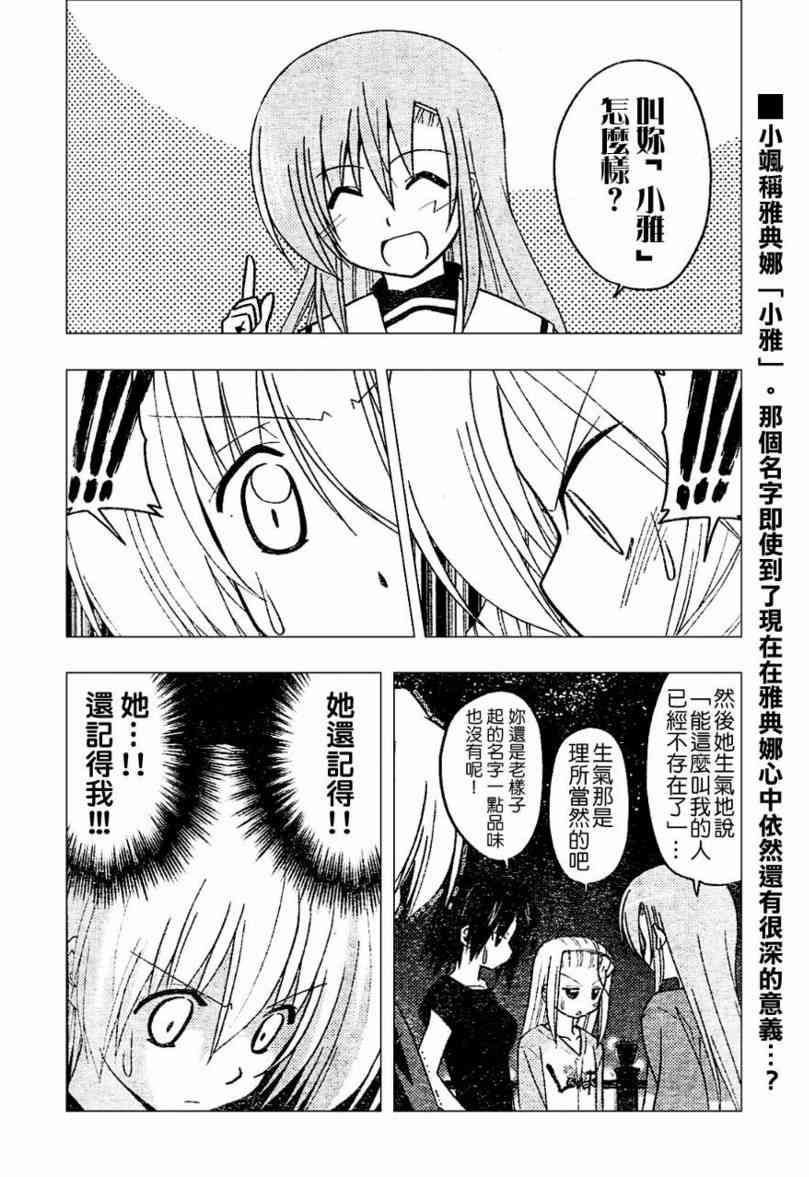 ■小颯稱雅典娜「小雅」。那個名字即使到了現在在雅典娜心中依然還有很深的意義…？
叫妳「小雅」
怎麼樣？
!!!
!!!
然後她生氣地說
「能這麼叫我的人
已經不存在了」…
生氣那是
理所當然的吧
妳還是老樣子
起的名字一點品味
也沒有呢！
她還記得!!
她…!!
還記得我!!!